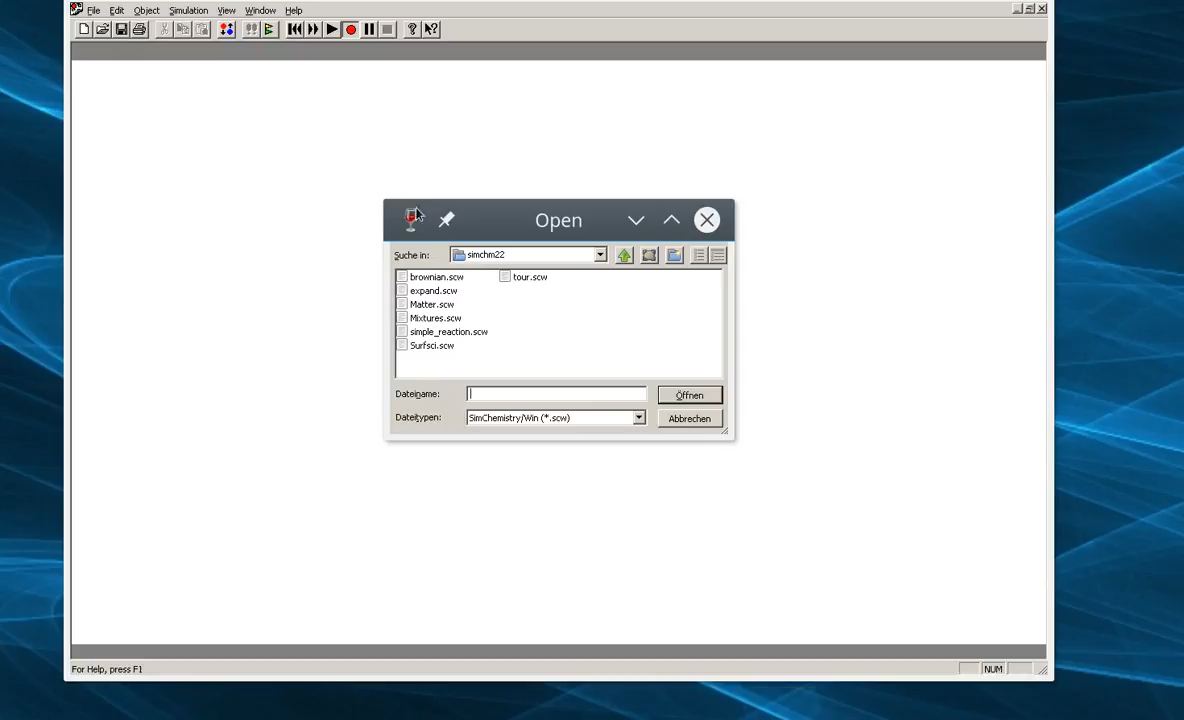 File Edit Object Simulation View Window Help
Open
Suche in: simchm22
brownian.scw tour.scw
expand.scw
Matter.scw
Mixtures.scw
simple_reaction.scw
Surfsci.scw
Dateiname: Öffnen
Dateitypen: SimChemistry/Win (*.scw) Abbrechen
For Help, press F1 NUM